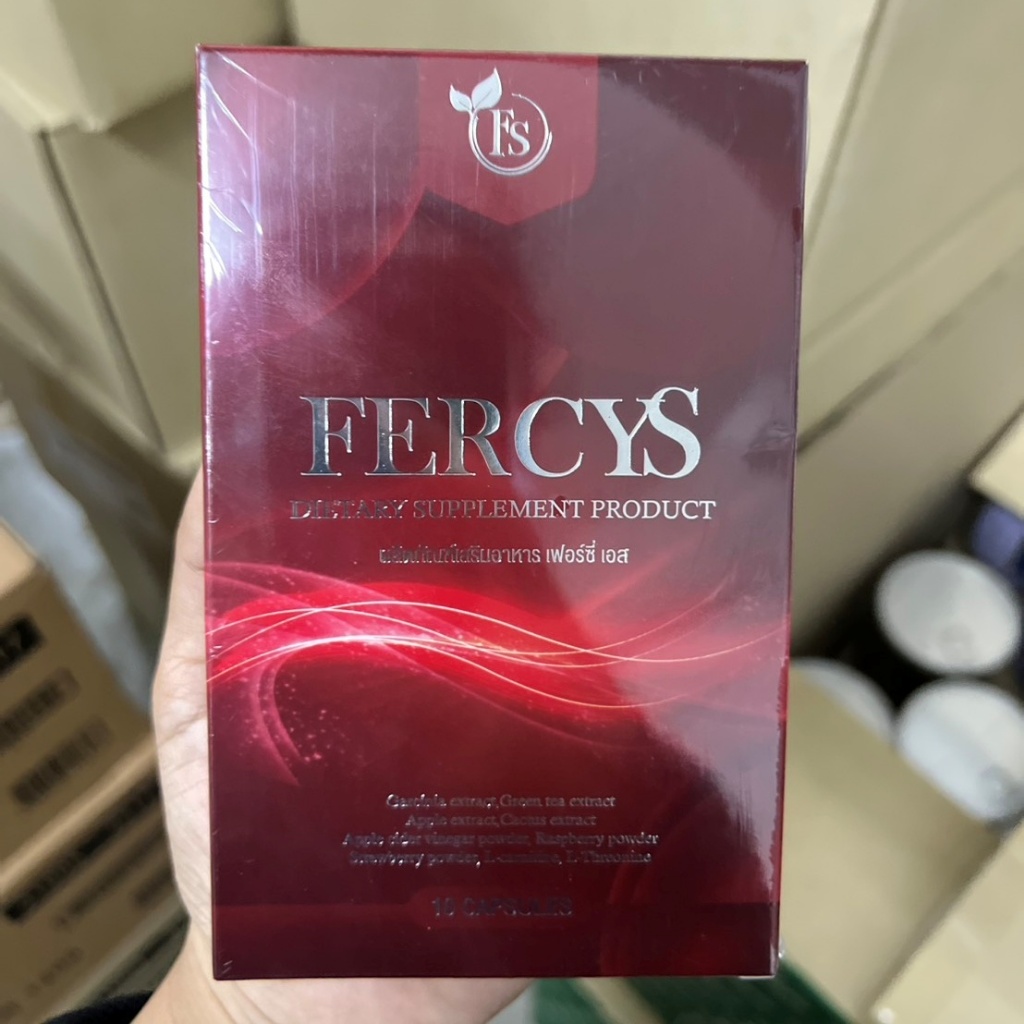 Fs
FERCYS
DIETARY SUPPLEMENT PRODUCT
ผลิตภัณฑ์เสริมอาหาร เฟอร์ซี่ เอส
Garcinia extract, Green tea extract
Apple extract, Cactus extract
Apple cider vinegar powder, Raspberry powder
Strawberry powder, L-carnitine, L-Threonine
10 CAPSULES